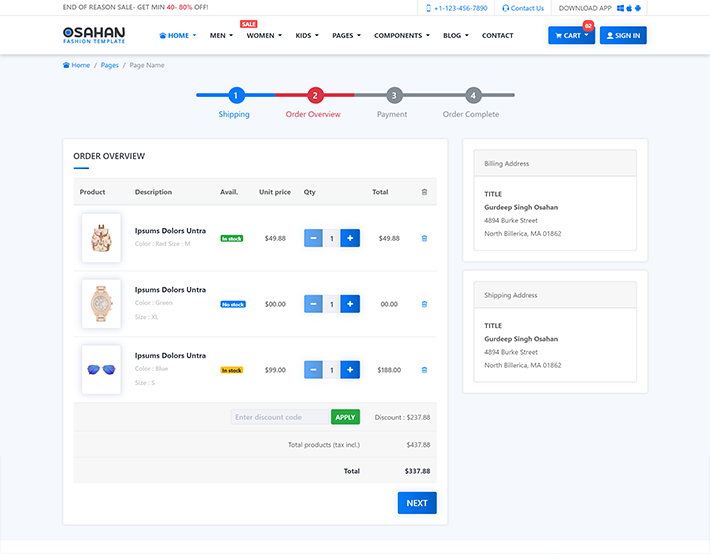 END OF REASON SALE- GET MIN 40- 80% OFF!
+1-123-456-7890 Contact Us DOWNLOAD APP
OSAHAN
FASHION TEMPLATE
HOME MEN SALE WOMEN KIDS PAGES COMPONENTS BLOG CONTACT CART 02 SIGN IN
Home / Pages / Page Name
1 2 3 4
Shipping Order Overview Payment Order Complete
ORDER OVERVIEW
Product Description Avail. Unit price Qty Total
Ipsums Dolors Untra
Color : Red Size : M
In stock $49.88 − 1 + $49.88
Ipsums Dolors Untra
Color : Green
Size : XL
No stock $00.00 − 1 + 00.00
Ipsums Dolors Untra
Color : Blue
Size : S
In stock $99.00 − 1 + $188.00
Enter discount code APPLY Discount : $237.88
Total products (tax incl.) $437.88
Total $337.88
NEXT
Billing Address
TITLE
Gurdeep Singh Osahan
4894 Burke Street
North Billerica, MA 01862
Shipping Address
TITLE
Gurdeep Singh Osahan
4894 Burke Street
North Billerica, MA 01862